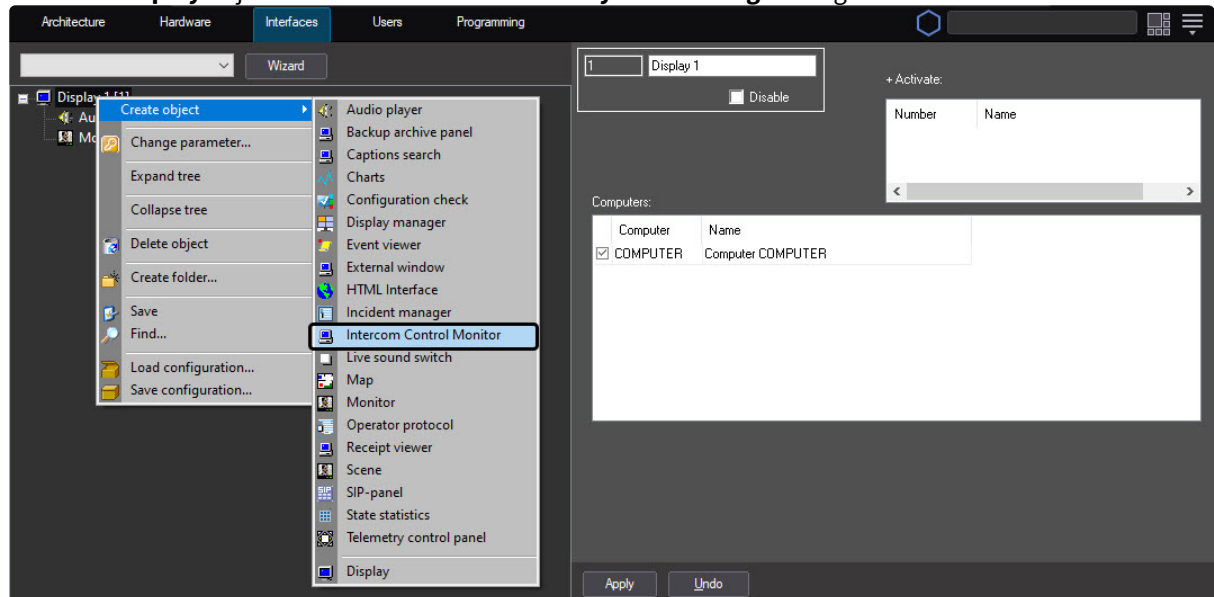 Architecture
Hardware
Interfaces
Users
Programming
Wizard
Display 1 [1]
Au
Mo
Create object
Change parameter...
Expand tree
Collapse tree
Delete object
Create folder...
Save
Find...
Load configuration...
Save configuration...
Audio player
Backup archive panel
Captions search
Charts
Configuration check
Display manager
Event viewer
External window
HTML Interface
Incident manager
Intercom Control Monitor
Live sound switch
Map
Monitor
Operator protocol
Receipt viewer
Scene
SIP-panel
State statistics
Telemetry control panel
Display
1
Display 1
Disable
+ Activate:
Number Name
Computers:
Computer Name
COMPUTER Computer COMPUTER
Apply
Undo